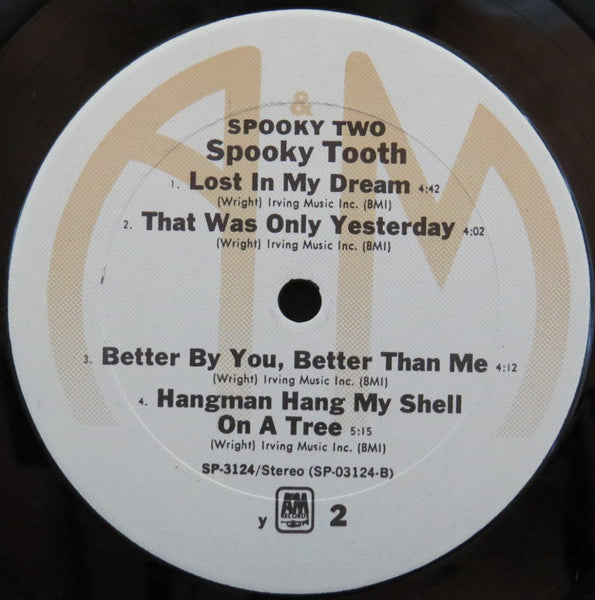 A&M
SPOOKY TWO
Spooky Tooth
1. Lost In My Dream 4:42
(Wright) Irving Music Inc. (BMI)
2. That Was Only Yesterday 4:02
(Wright) Irving Music Inc. (BMI)
3. Better By You, Better Than Me 4:12
(Wright) Irving Music Inc. (BMI)
4. Hangman Hang My Shell
On A Tree 5:15
(Wright) Irving Music Inc. (BMI)
SP-3124/Stereo (SP-03124-B)
y A&M RECORDS 2